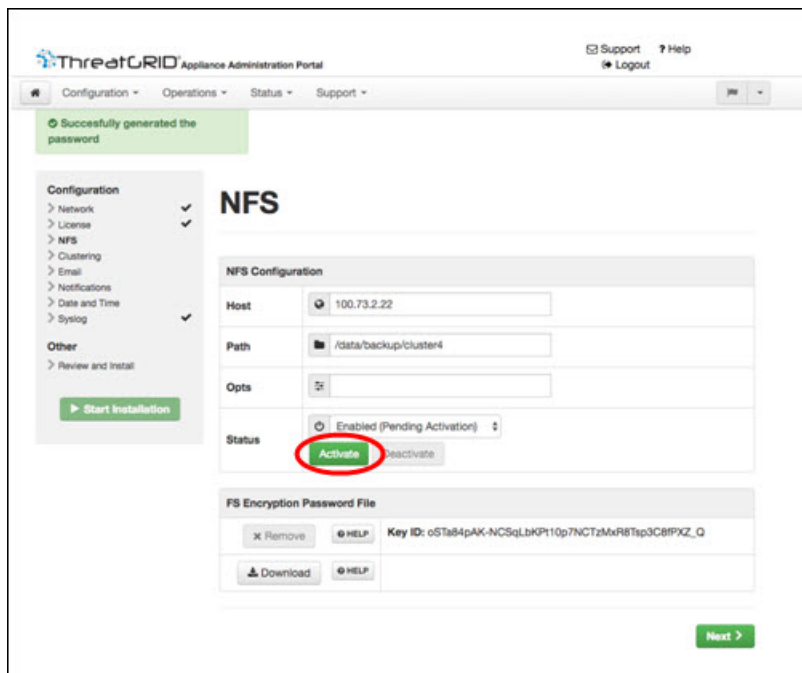 Support ? Help
ThreatGRID Appliance Administration Portal
Logout
Configuration Operations Status Support
Succesfully generated the
password
Configuration
> Network
> License
> NFS
> Clustering
> Email
> Notifications
> Date and Time
> Syslog
Other
> Review and Install
Start Installation
NFS
NFS Configuration
Host 100.73.2.22
Path /data/backup/cluster4
Opts
Status Enabled (Pending Activation)
Activate Deactivate
FS Encryption Password File
x Remove HELP Key ID: oSTa84pAK-NCSqLbKPt10p7NCTzMxR8Tsp3C8fPXZ_Q
Download HELP
Next >